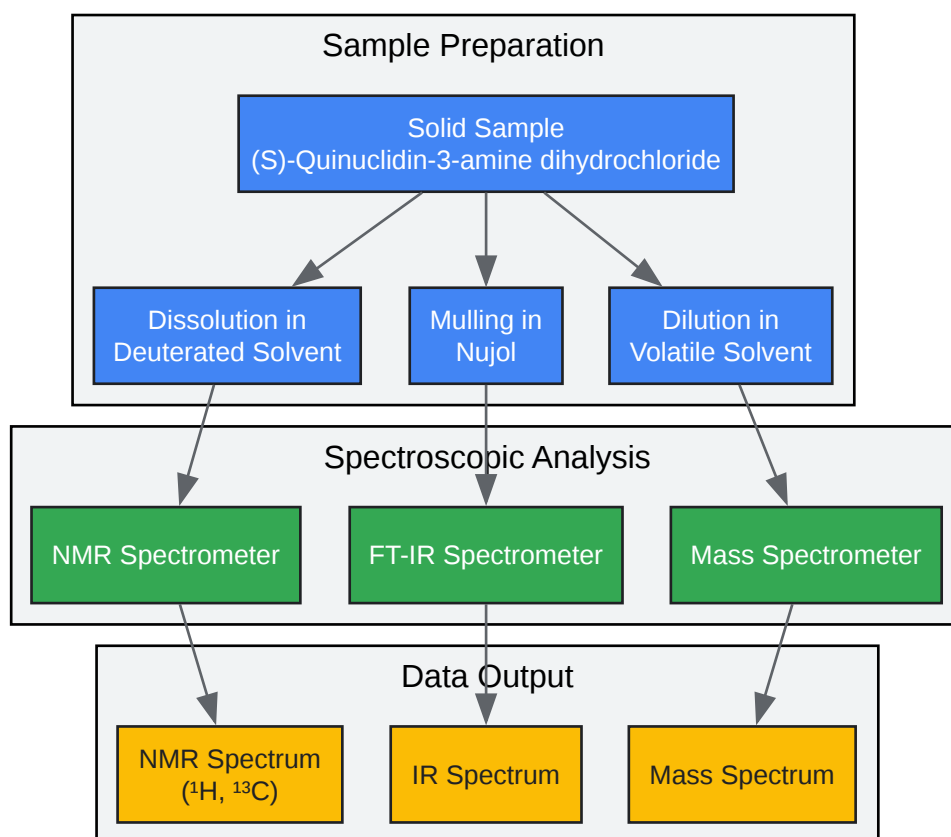 Sample Preparation
Solid Sample
(S)-Quinuclidin-3-amine dihydrochloride
Dissolution in
Deuterated Solvent
Mulling in
Nujol
Dilution in
Volatile Solvent
Spectroscopic Analysis
NMR Spectrometer
FT-IR Spectrometer
Mass Spectrometer
Data Output
NMR Spectrum
(¹H, ¹³C)
IR Spectrum
Mass Spectrum